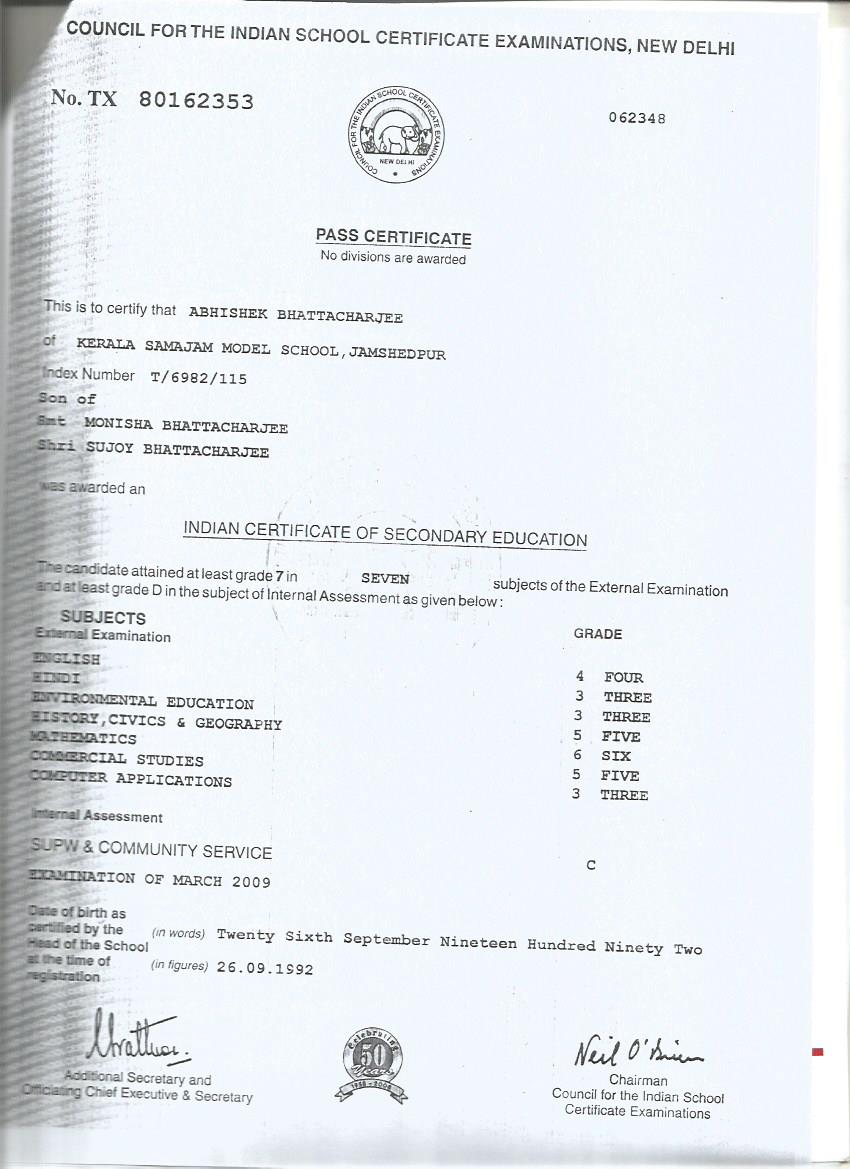 COUNCIL FOR THE INDIAN SCHOOL CERTIFICATE EXAMINATIONS, NEW DELHI
No. TX 80162353
062348
COUNCIL FOR THE INDIAN SCHOOL CERTIFICATE EXAMINATIONS
NEW DELHI
PASS CERTIFICATE
No divisions are awarded
This is to certify that ABHISHEK BHATTACHARJEE
of KERALA SAMAJAM MODEL SCHOOL,JAMSHEDPUR
Index Number T/6982/115
Son of
Smt MONISHA BHATTACHARJEE
Shri SUJOY BHATTACHARJEE
was awarded an
INDIAN CERTIFICATE OF SECONDARY EDUCATION
The candidate attained at least grade 7 in SEVEN subjects of the External Examination
and at least grade D in the subject of Internal Assessment as given below :
SUBJECTS GRADE
External Examination
ENGLISH 4 FOUR
HINDI 3 THREE
ENVIRONMENTAL EDUCATION 3 THREE
HISTORY,CIVICS & GEOGRAPHY 5 FIVE
MATHEMATICS 6 SIX
COMMERCIAL STUDIES 5 FIVE
COMPUTER APPLICATIONS 3 THREE
Internal Assessment
SUPW & COMMUNITY SERVICE C
EXAMINATION OF MARCH 2009
Date of birth as
certified by the (in words) Twenty Sixth September Nineteen Hundred Ninety Two
Head of the School
at the time of (in figures) 26.09.1992
registration
Celebrating
50
Years
Neil O'Brien
Additional Secretary and
Officiating Chief Executive & Secretary
Chairman
Council for the Indian School
Certificate Examinations